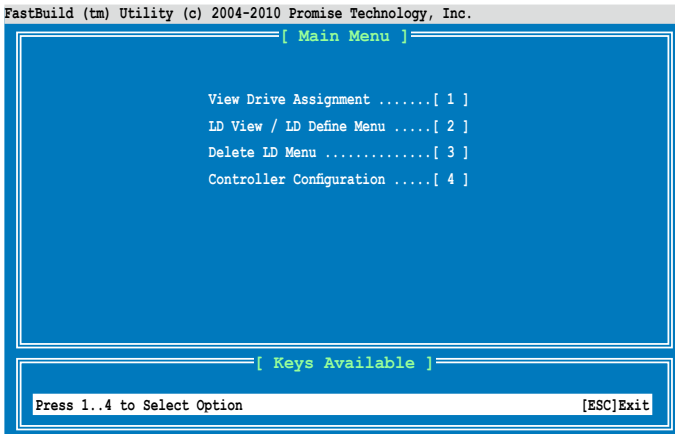 FastBuild (tm) Utility (c) 2004-2010 Promise Technology, Inc.
[ Main Menu ]
View Drive Assignment .......[ 1 ]
LD View / LD Define Menu .....[ 2 ]
Delete LD Menu ..............[ 3 ]
Controller Configuration .....[ 4 ]
[ Keys Available ]
Press 1..4 to Select Option [ESC]Exit